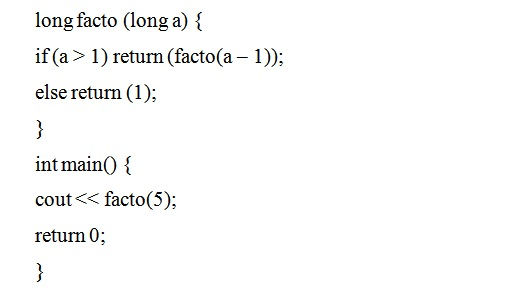 long facto (long a) {
if (a > 1) return (facto(a – 1));
else return (1);
}
int main() {
cout << facto(5);
return 0;
}